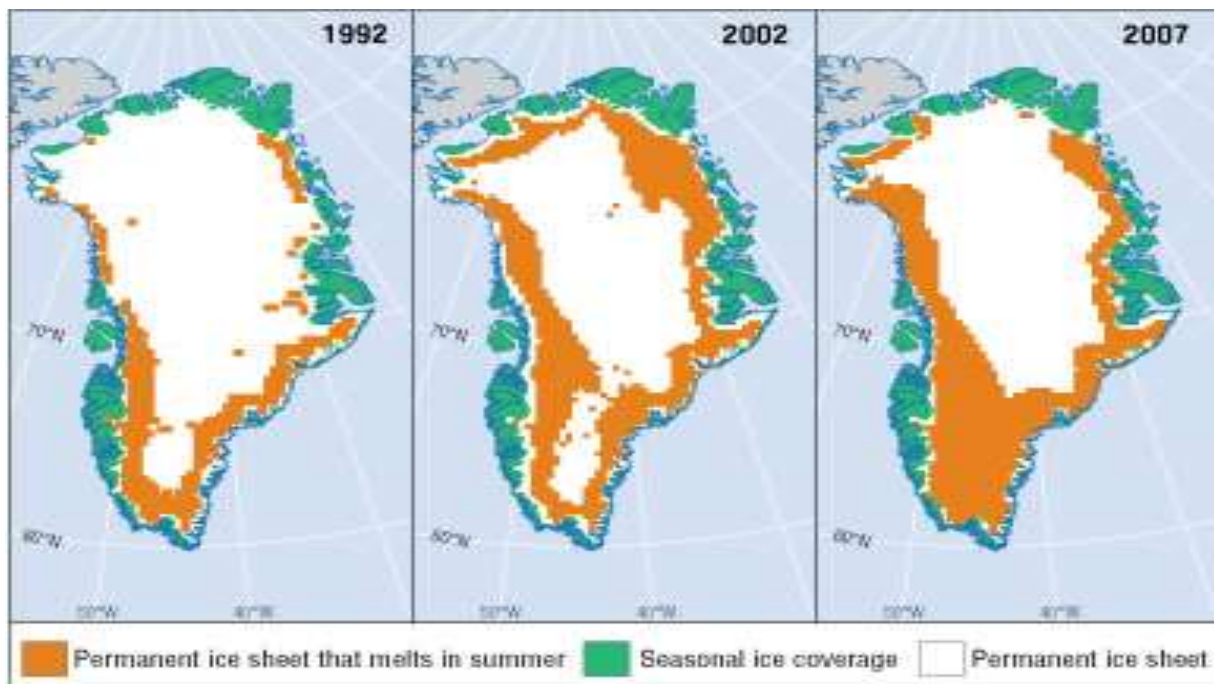 1992
2002
2007
70°N
70°N
70°N
60°N
60°N
60°N
50°W
40°W
50°W
40°W
50°W
40°W
Permanent ice sheet that melts in summer
Seasonal ice coverage
Permanent ice sheet